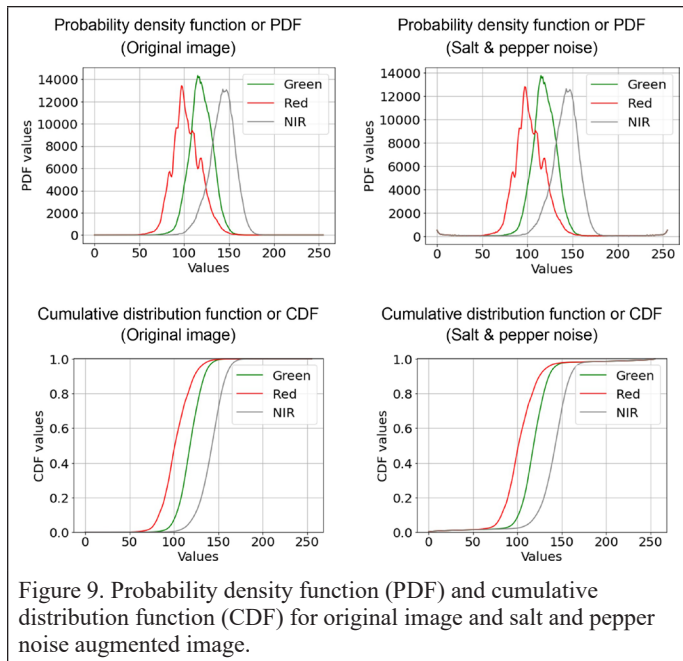 Probability density function or PDF
(Original image)
Probability density function or PDF
(Salt & pepper noise)
14000
12000
10000
8000
6000
4000
2000
0
PDF values
Green
Red
NIR
0
50
100
150
200
250
Values
14000
12000
10000
8000
6000
4000
2000
0
PDF values
Green
Red
NIR
0
50
100
150
200
250
Values
Cumulative distribution function or CDF
(Original image)
Cumulative distribution function or CDF
(Salt & pepper noise)
1.0
0.8
0.6
0.4
0.2
0.0
CDF values
Green
Red
NIR
0
50
100
150
200
250
Values
1.0
0.8
0.6
0.4
0.2
0.0
CDF values
Green
Red
NIR
0
50
100
150
200
250
Values
Figure 9. Probability density function (PDF) and cumulative
distribution function (CDF) for original image and salt and pepper
noise augmented image.